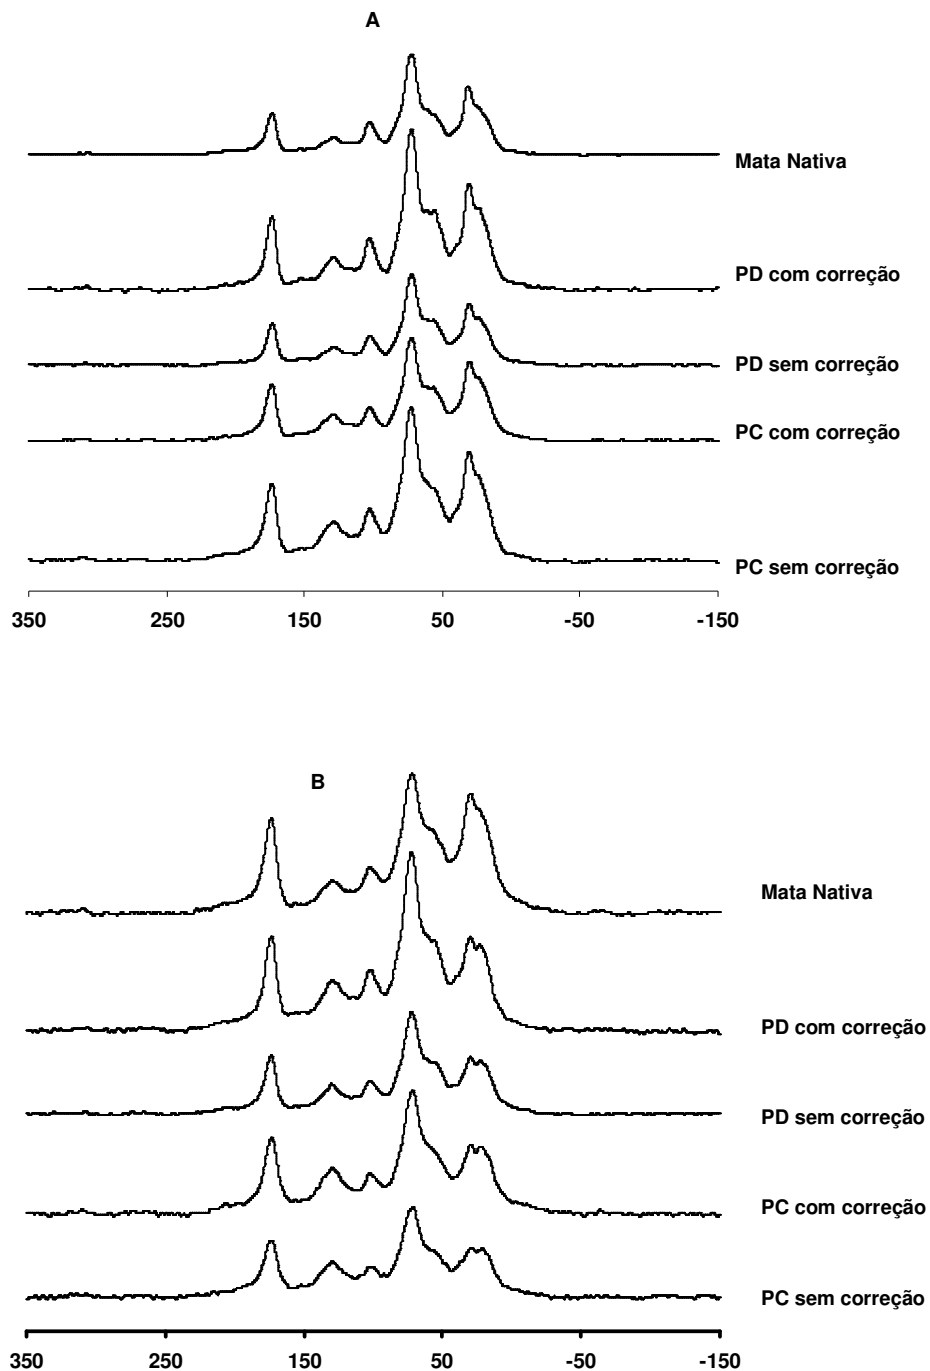 A
Mata Nativa
PD com correção
PD sem correção
PC com correção
PC sem correção
350 250 150 50 -50 -150
B
Mata Nativa
PD com correção
PD sem correção
PC com correção
PC sem correção
350 250 150 50 -50 -150